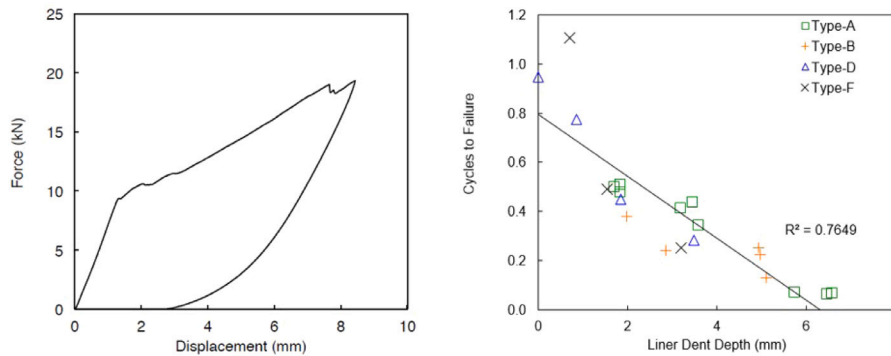 25
20
15
10
5
0
Force (kN)
0 2 4 6 8 10
Displacement (mm)
1.2
1.0
0.8
0.6
0.4
0.2
0.0
Cycles to Failure
Type-A
Type-B
Type-D
Type-F
R² = 0.7649
0 2 4 6
Liner Dent Depth (mm)